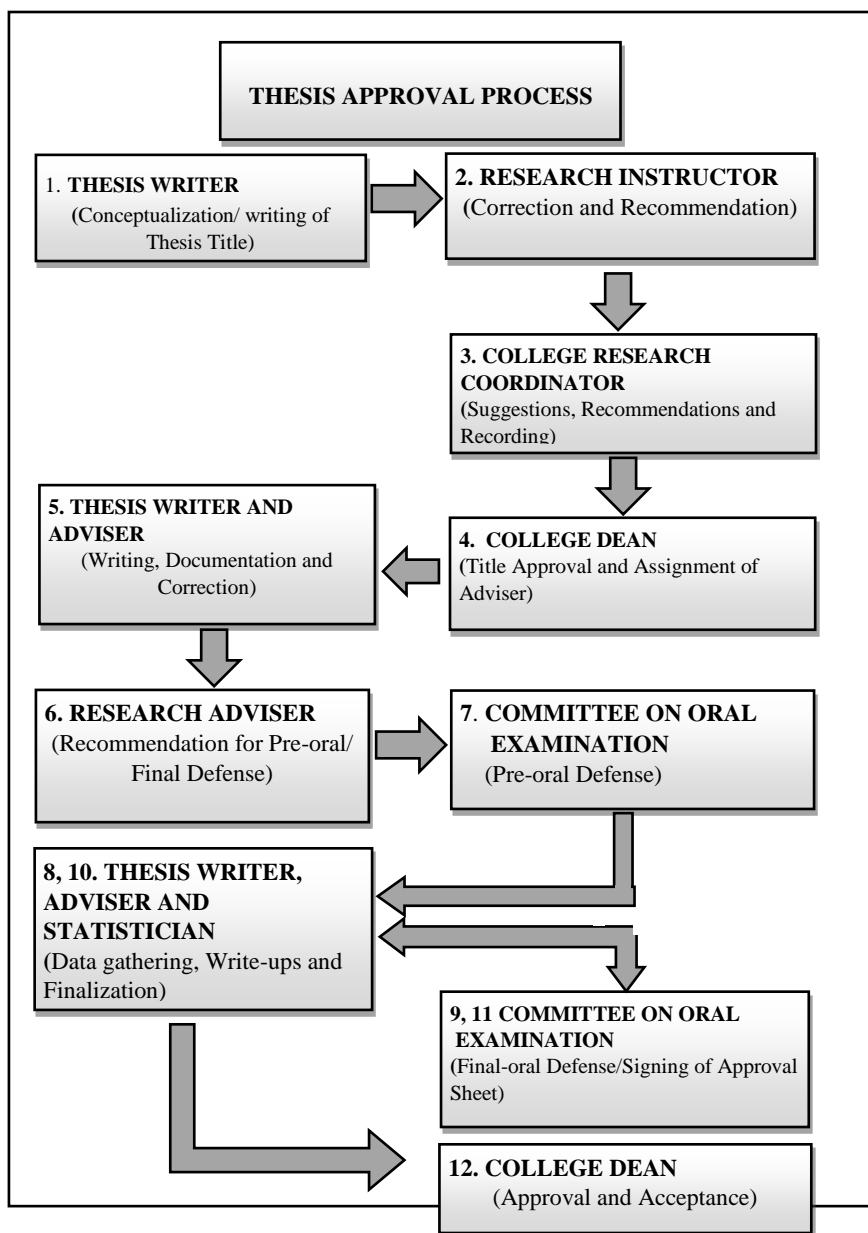 THESIS APPROVAL PROCESS
1. THESIS WRITER
(Conceptualization/ writing of
Thesis Title)
2. RESEARCH INSTRUCTOR
(Correction and Recommendation)
3. COLLEGE RESEARCH
COORDINATOR
(Suggestions, Recommendations and
Recording)
4. COLLEGE DEAN
(Title Approval and Assignment of
Adviser)
5. THESIS WRITER AND
ADVISER
(Writing, Documentation and
Correction)
6. RESEARCH ADVISER
(Recommendation for Pre-oral/
Final Defense)
7. COMMITTEE ON ORAL
EXAMINATION
(Pre-oral Defense)
8, 10. THESIS WRITER,
ADVISER AND
STATISTICIAN
(Data gathering, Write-ups and
Finalization)
9, 11 COMMITTEE ON ORAL
EXAMINATION
(Final-oral Defense/Signing of Approval
Sheet)
12. COLLEGE DEAN
(Approval and Acceptance)